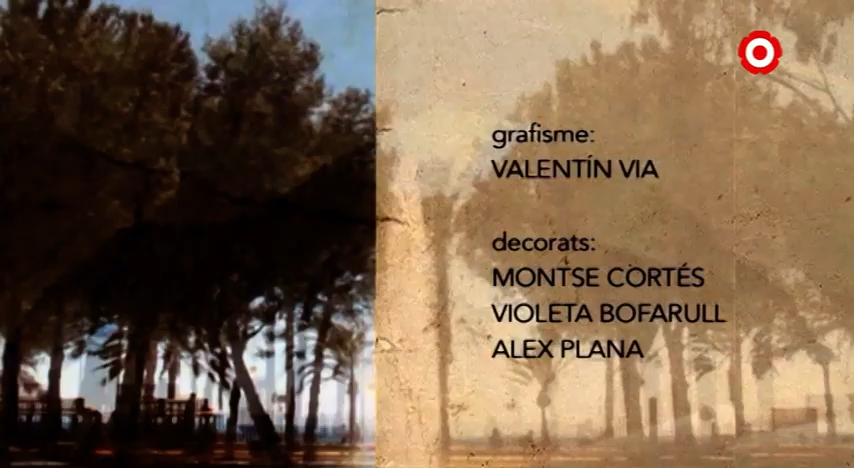 grafisme:
VALENTÍN VIA
decorats:
MONTSE CORTÉS
VIOLETA BOFARULL
ALEX PLANA